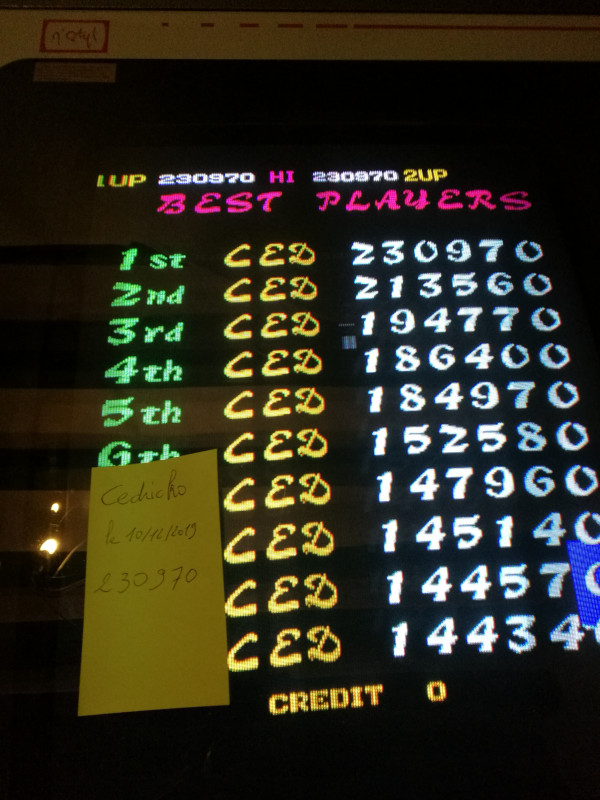 1UP 230970 HI 230970 2UP
BEST PLAYERS
1st CED 230970
2nd CED 213560
3rd CED 194770
4th CED 186400
5th CED 184970
6th CED 152580
CED 147960
CED 145140
CED 144570
CED 14434
Cedricko
le 10/12/2019
230970
CREDIT 0